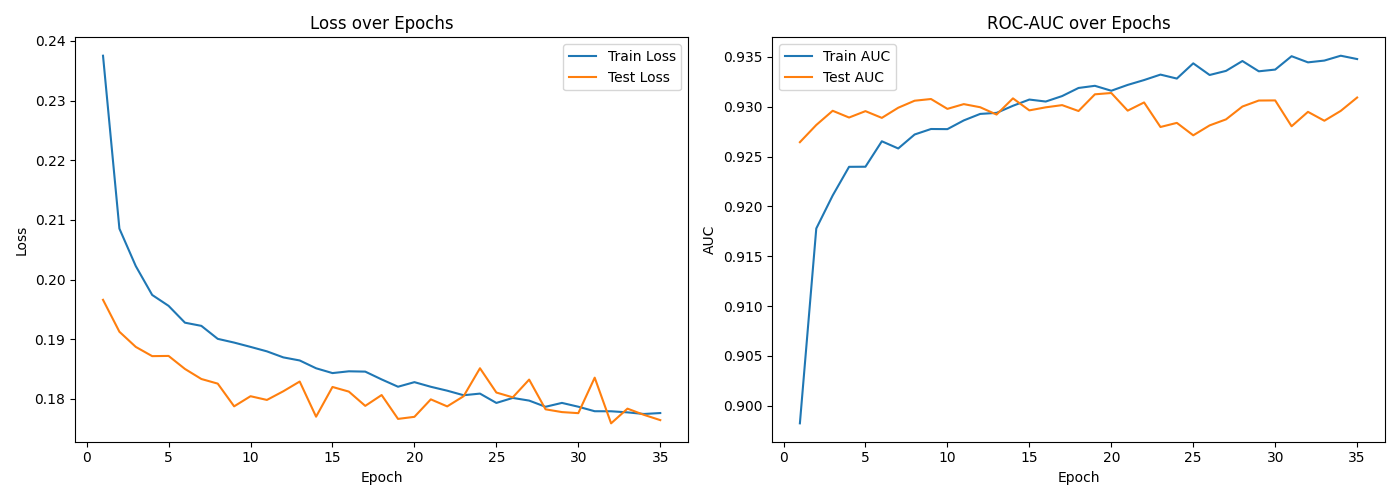 Loss over Epochs
0.24
0.23
0.22
0.21
0.20
0.19
0.18
Loss
0 5 10 15 20 25 30 35
Epoch
Train Loss
Test Loss
ROC-AUC over Epochs
0.935
0.930
0.925
0.920
0.915
0.910
0.905
0.900
AUC
0 5 10 15 20 25 30 35
Epoch
Train AUC
Test AUC